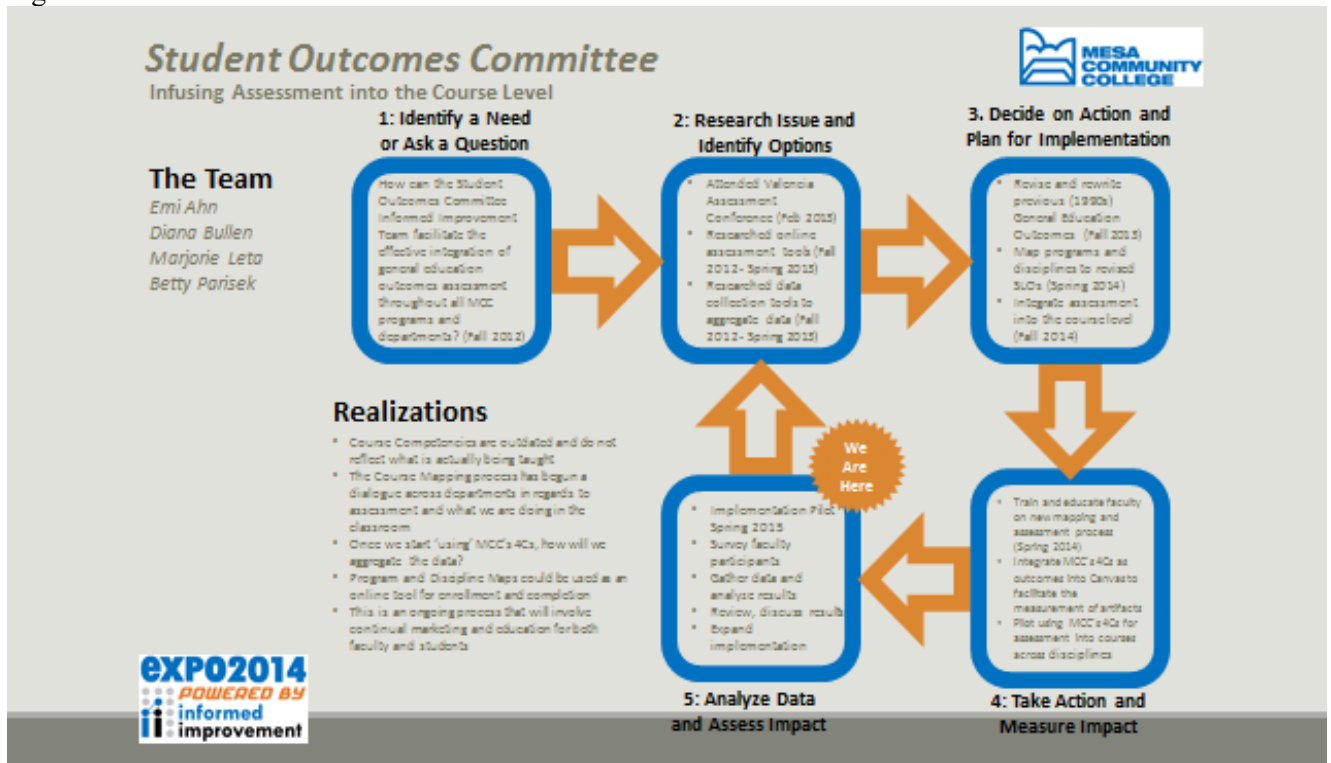 Student Outcomes Committee
Infusing Assessment into the Course Level
MESA
COMMUNITY
COLLEGE
The Team
Emi Ahn
Diana Bullen
Marjorie Leta
Betty Parisek
1: Identify a Need
or Ask a Question
How can the Student
Outcomes Committee
Informed Improvement
Team facilitate the
effective integration of
general education
outcomes assessment
throughout all MCC
programs and
departments? (Fall 2012)
2: Research Issue and
Identify Options
• Attended Valencia
Assessment
Conference (Feb 2013)
• Researched online
assessment tools (Fall
2012- Spring 2013)
• Researched data
collection tools to
aggregate data (Fall
2012- Spring 2013)
3. Decide on Action and
Plan for Implementation
• Revise and rewrite
previous (1990s)
General Education
Outcomes (Fall 2013)
• Map programs and
disciplines to revised
SLOs (Spring 2014)
• Integrate assessment
into the course level
(Fall 2014)
• Train and educate faculty
on new mapping and
assessment process
(Spring 2014)
• Integrate MCC's 4Cs as
outcomes into Canvas to
facilitate the
measurement of artifacts
• Pilot using MCC's 4Cs for
assessment into courses
across disciplines
4: Take Action and
Measure Impact
We
Are
Here
• Implementation Pilot
Spring 2015
• Survey faculty
participants
• Gather data and
analyze results
• Review, discuss results
• Expand
implementation
5: Analyze Data
and Assess Impact
Realizations
• Course Competencies are outdated and do not
reflect what is actually being taught
• The Course Mapping process has begun a
dialogue across departments in regards to
assessment and what we are doing in the
classroom
• Once we start 'using' MCC's 4Cs, how will we
aggregate the data?
• Program and Discipline Maps could be used as an
online tool for enrollment and completion
• This is an ongoing process that will involve
continual marketing and education for both
faculty and students
eXPO2014
POWERED BY
informed
improvement